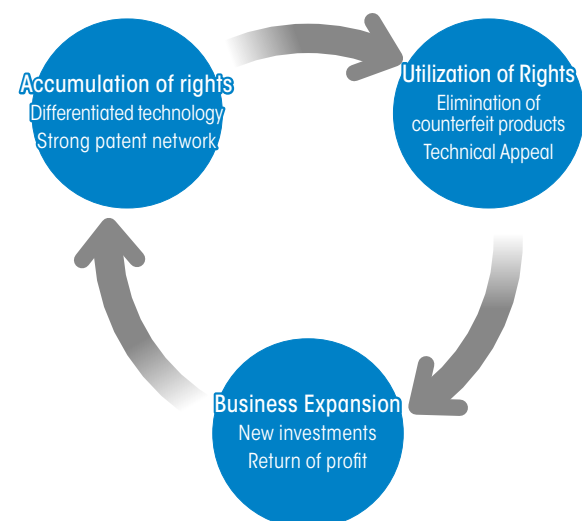 Accumulation of rights
Differentiated technology
Strong patent network
Utilization of Rights
Elimination of
counterfeit products
Technical Appeal
Business Expansion
New investments
Return of profit